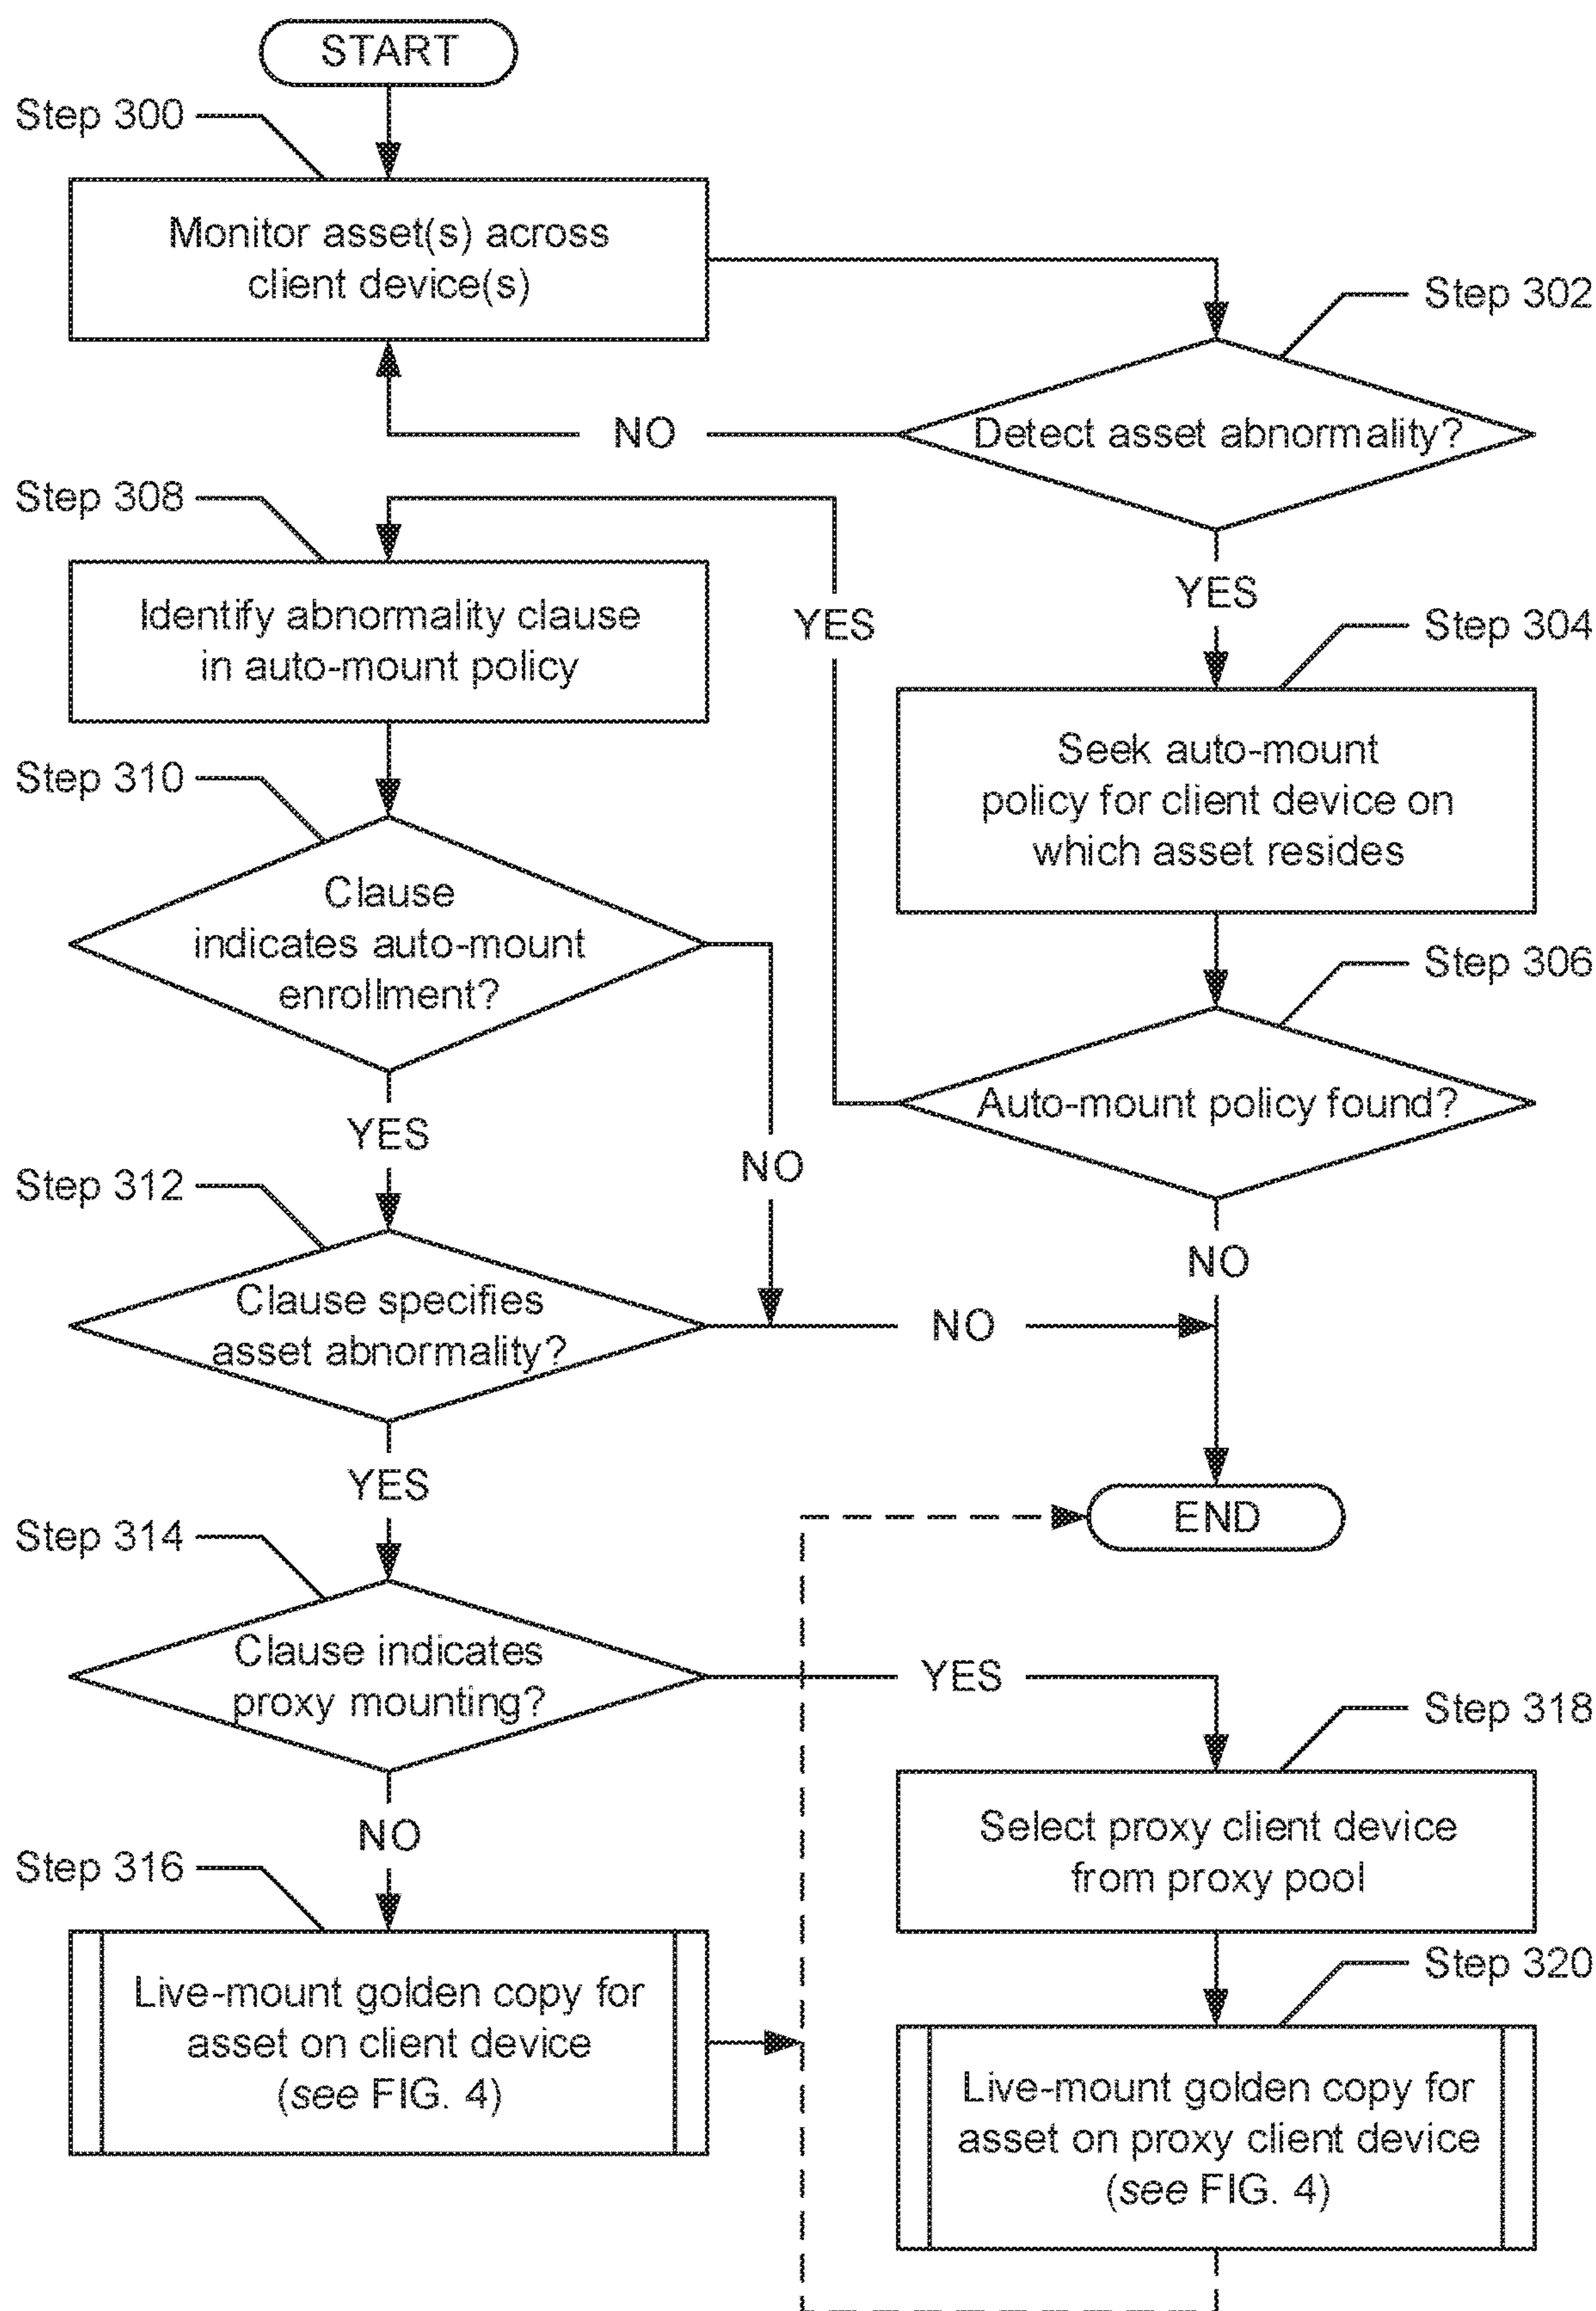 START
Step 300
Monitor asset(s) across
client device(s)
Step 302
Detect asset abnormality?
NO
YES
Step 304
Seek auto-mount
policy for client device on
which asset resides
Step 306
Auto-mount policy found?
YES
NO
Step 308
Identify abnormality clause
in auto-mount policy
Step 310
Clause
indicates auto-mount
enrollment?
YES
NO
Step 312
Clause specifies
asset abnormality?
NO
YES
END
Step 314
Clause indicates
proxy mounting?
YES
NO
Step 316
Live-mount golden copy for
asset on client device
(see FIG. 4)
Step 318
Select proxy client device
from proxy pool
Step 320
Live-mount golden copy for
asset on proxy client device
(see FIG. 4)